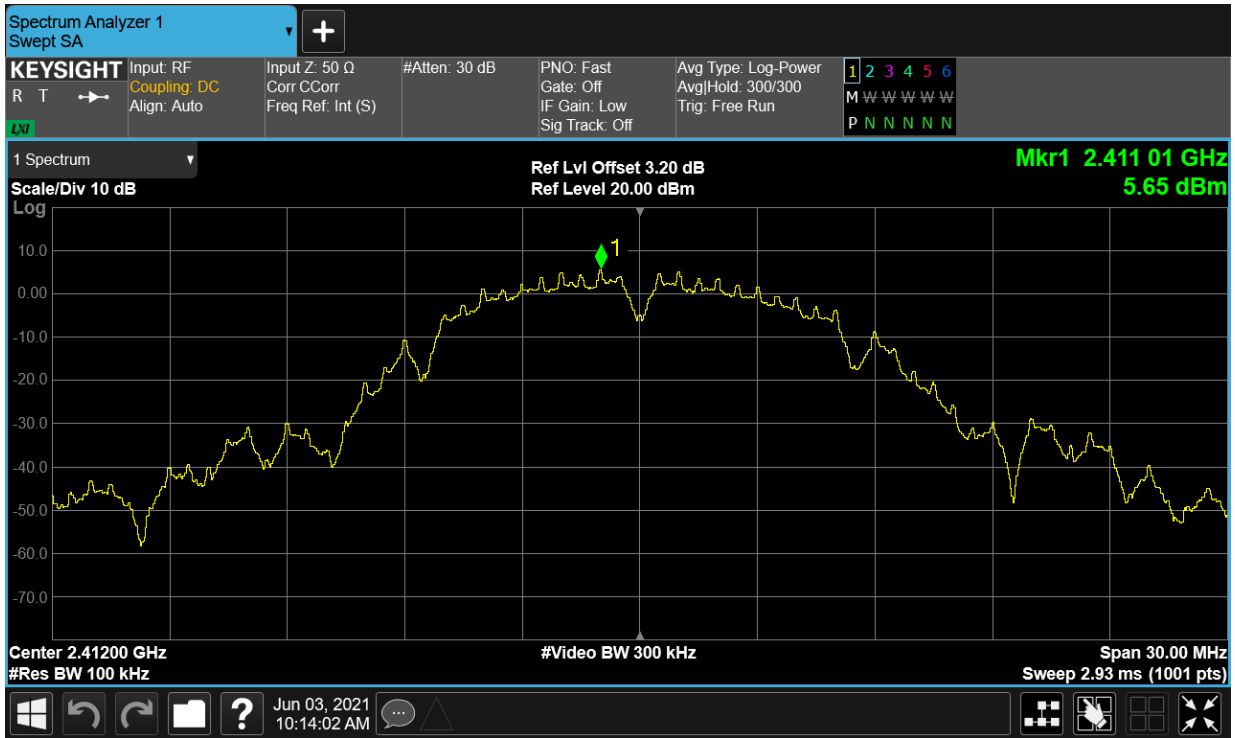 Spectrum Analyzer 1
Swept SA
+
KEYSIGHT
R T
LXI
Input: RF
Coupling: DC
Align: Auto
Input Z: 50 Ω
Corr CCorr
Freq Ref: Int (S)
#Atten: 30 dB
PNO: Fast
Gate: Off
IF Gain: Low
Sig Track: Off
Avg Type: Log-Power
Avg|Hold: 300/300
Trig: Free Run
1 2 3 4 5 6
M W W W W W
P N N N N N N
1 Spectrum
Scale/Div 10 dB
Log
Ref Lvl Offset 3.20 dB
Ref Level 20.00 dBm
Mkr1 2.411 01 GHz
5.65 dBm
1
10.0
0.00
-10.0
-20.0
-30.0
-40.0
-50.0
-60.0
-70.0
Center 2.41200 GHz
#Res BW 100 kHz
#Video BW 300 kHz
Span 30.00 MHz
Sweep 2.93 ms (1001 pts)
?
Jun 03, 2021
10:14:02 AM